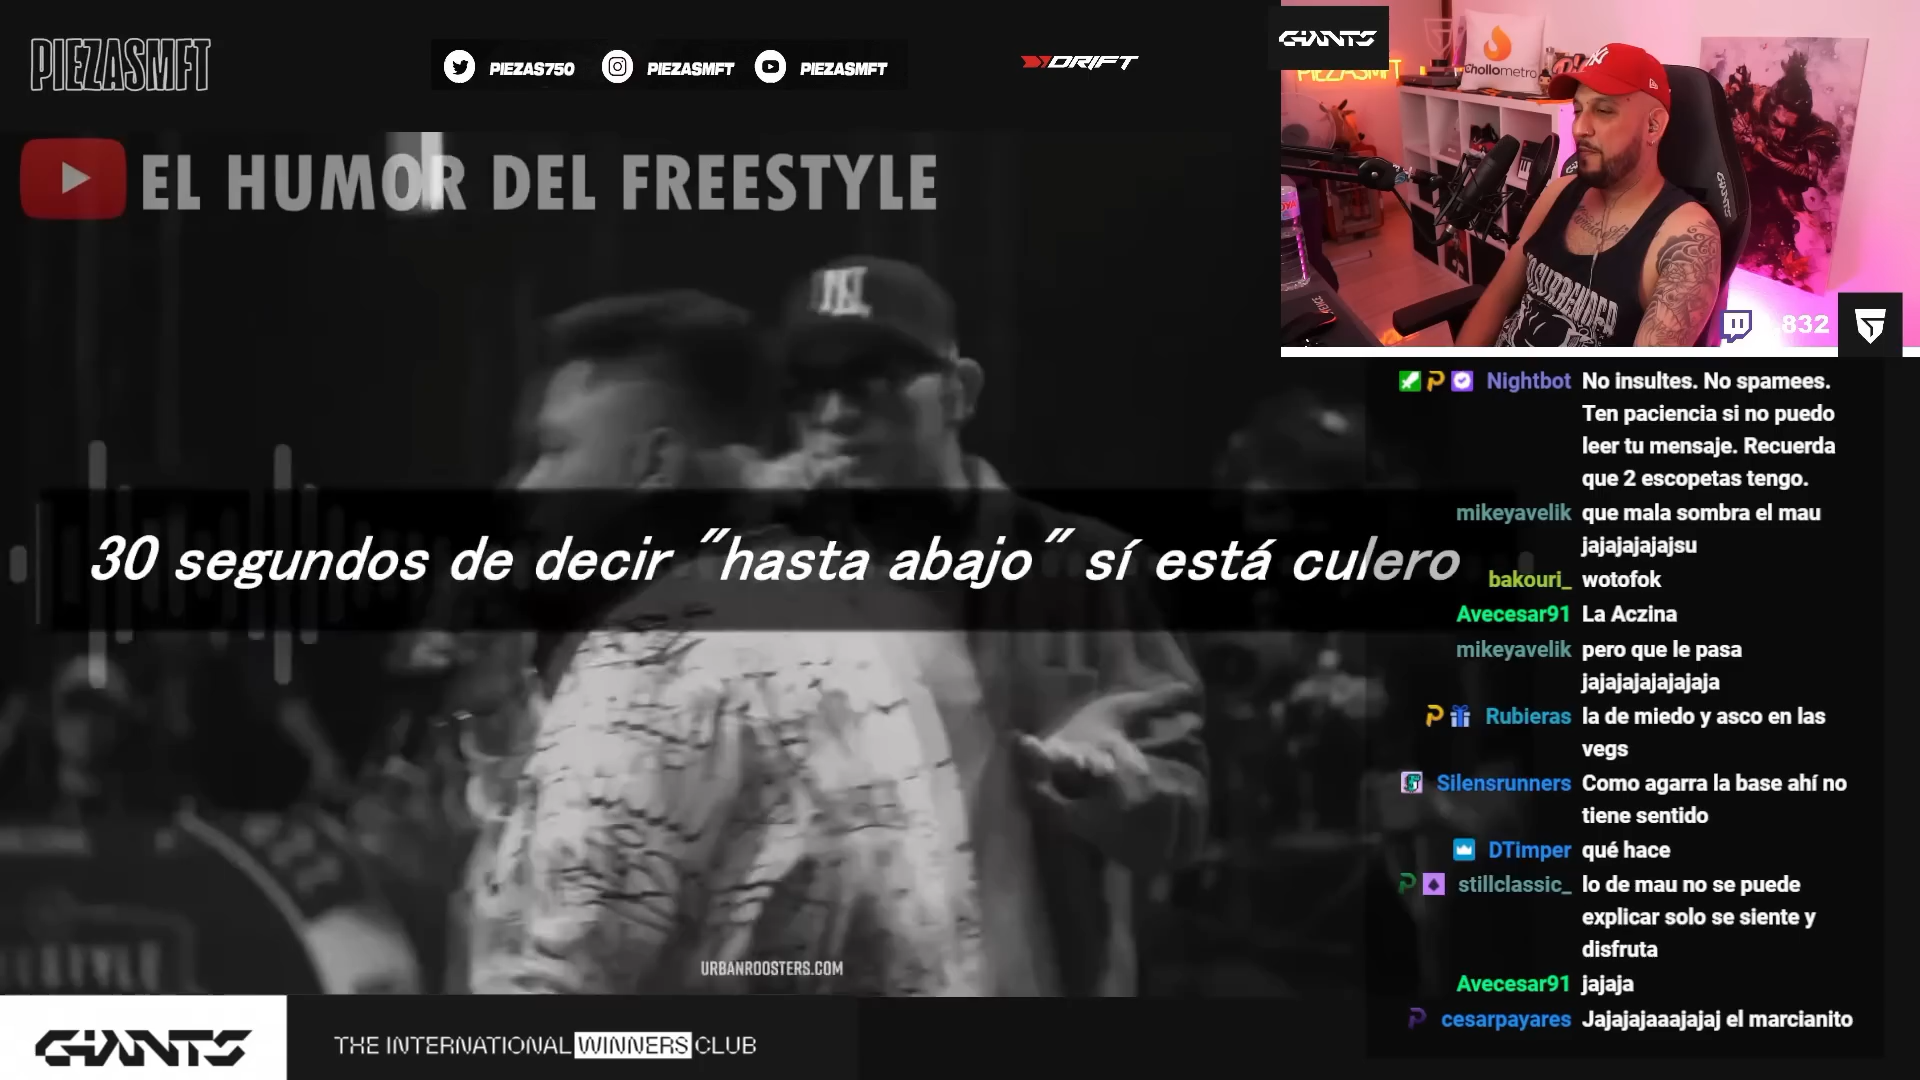 PIEZASMFT
PIEZAS750 PIEZASMFT PIEZASMFT
DRIFT
GIANTS
PIEZASMFT
chollometro
EL HUMOR DEL FREESTYLE
832
30 segundos de decir "hasta abajo" sí está culero
Nightbot No insultes. No spamees.
Ten paciencia si no puedo
leer tu mensaje. Recuerda
que 2 escopetas tengo.
mikeyavelik que mala sombra el mau
jajajajajajsu
bakouri_ wotofok
Avecesar91 La Aczina
mikeyavelik pero que le pasa
jajajajajajajaja
Rubieras la de miedo y asco en las
vegs
Silensrunners Como agarra la base ahí no
tiene sentido
DTimper qué hace
stillclassic_ lo de mau no se puede
explicar solo se siente y
disfruta
Avecesar91 jajaja
cesarpayares Jajajajaaajajaj el marcianito
URBANROOSTERS.COM
GIANTS
THE INTERNATIONAL WINNERS CLUB